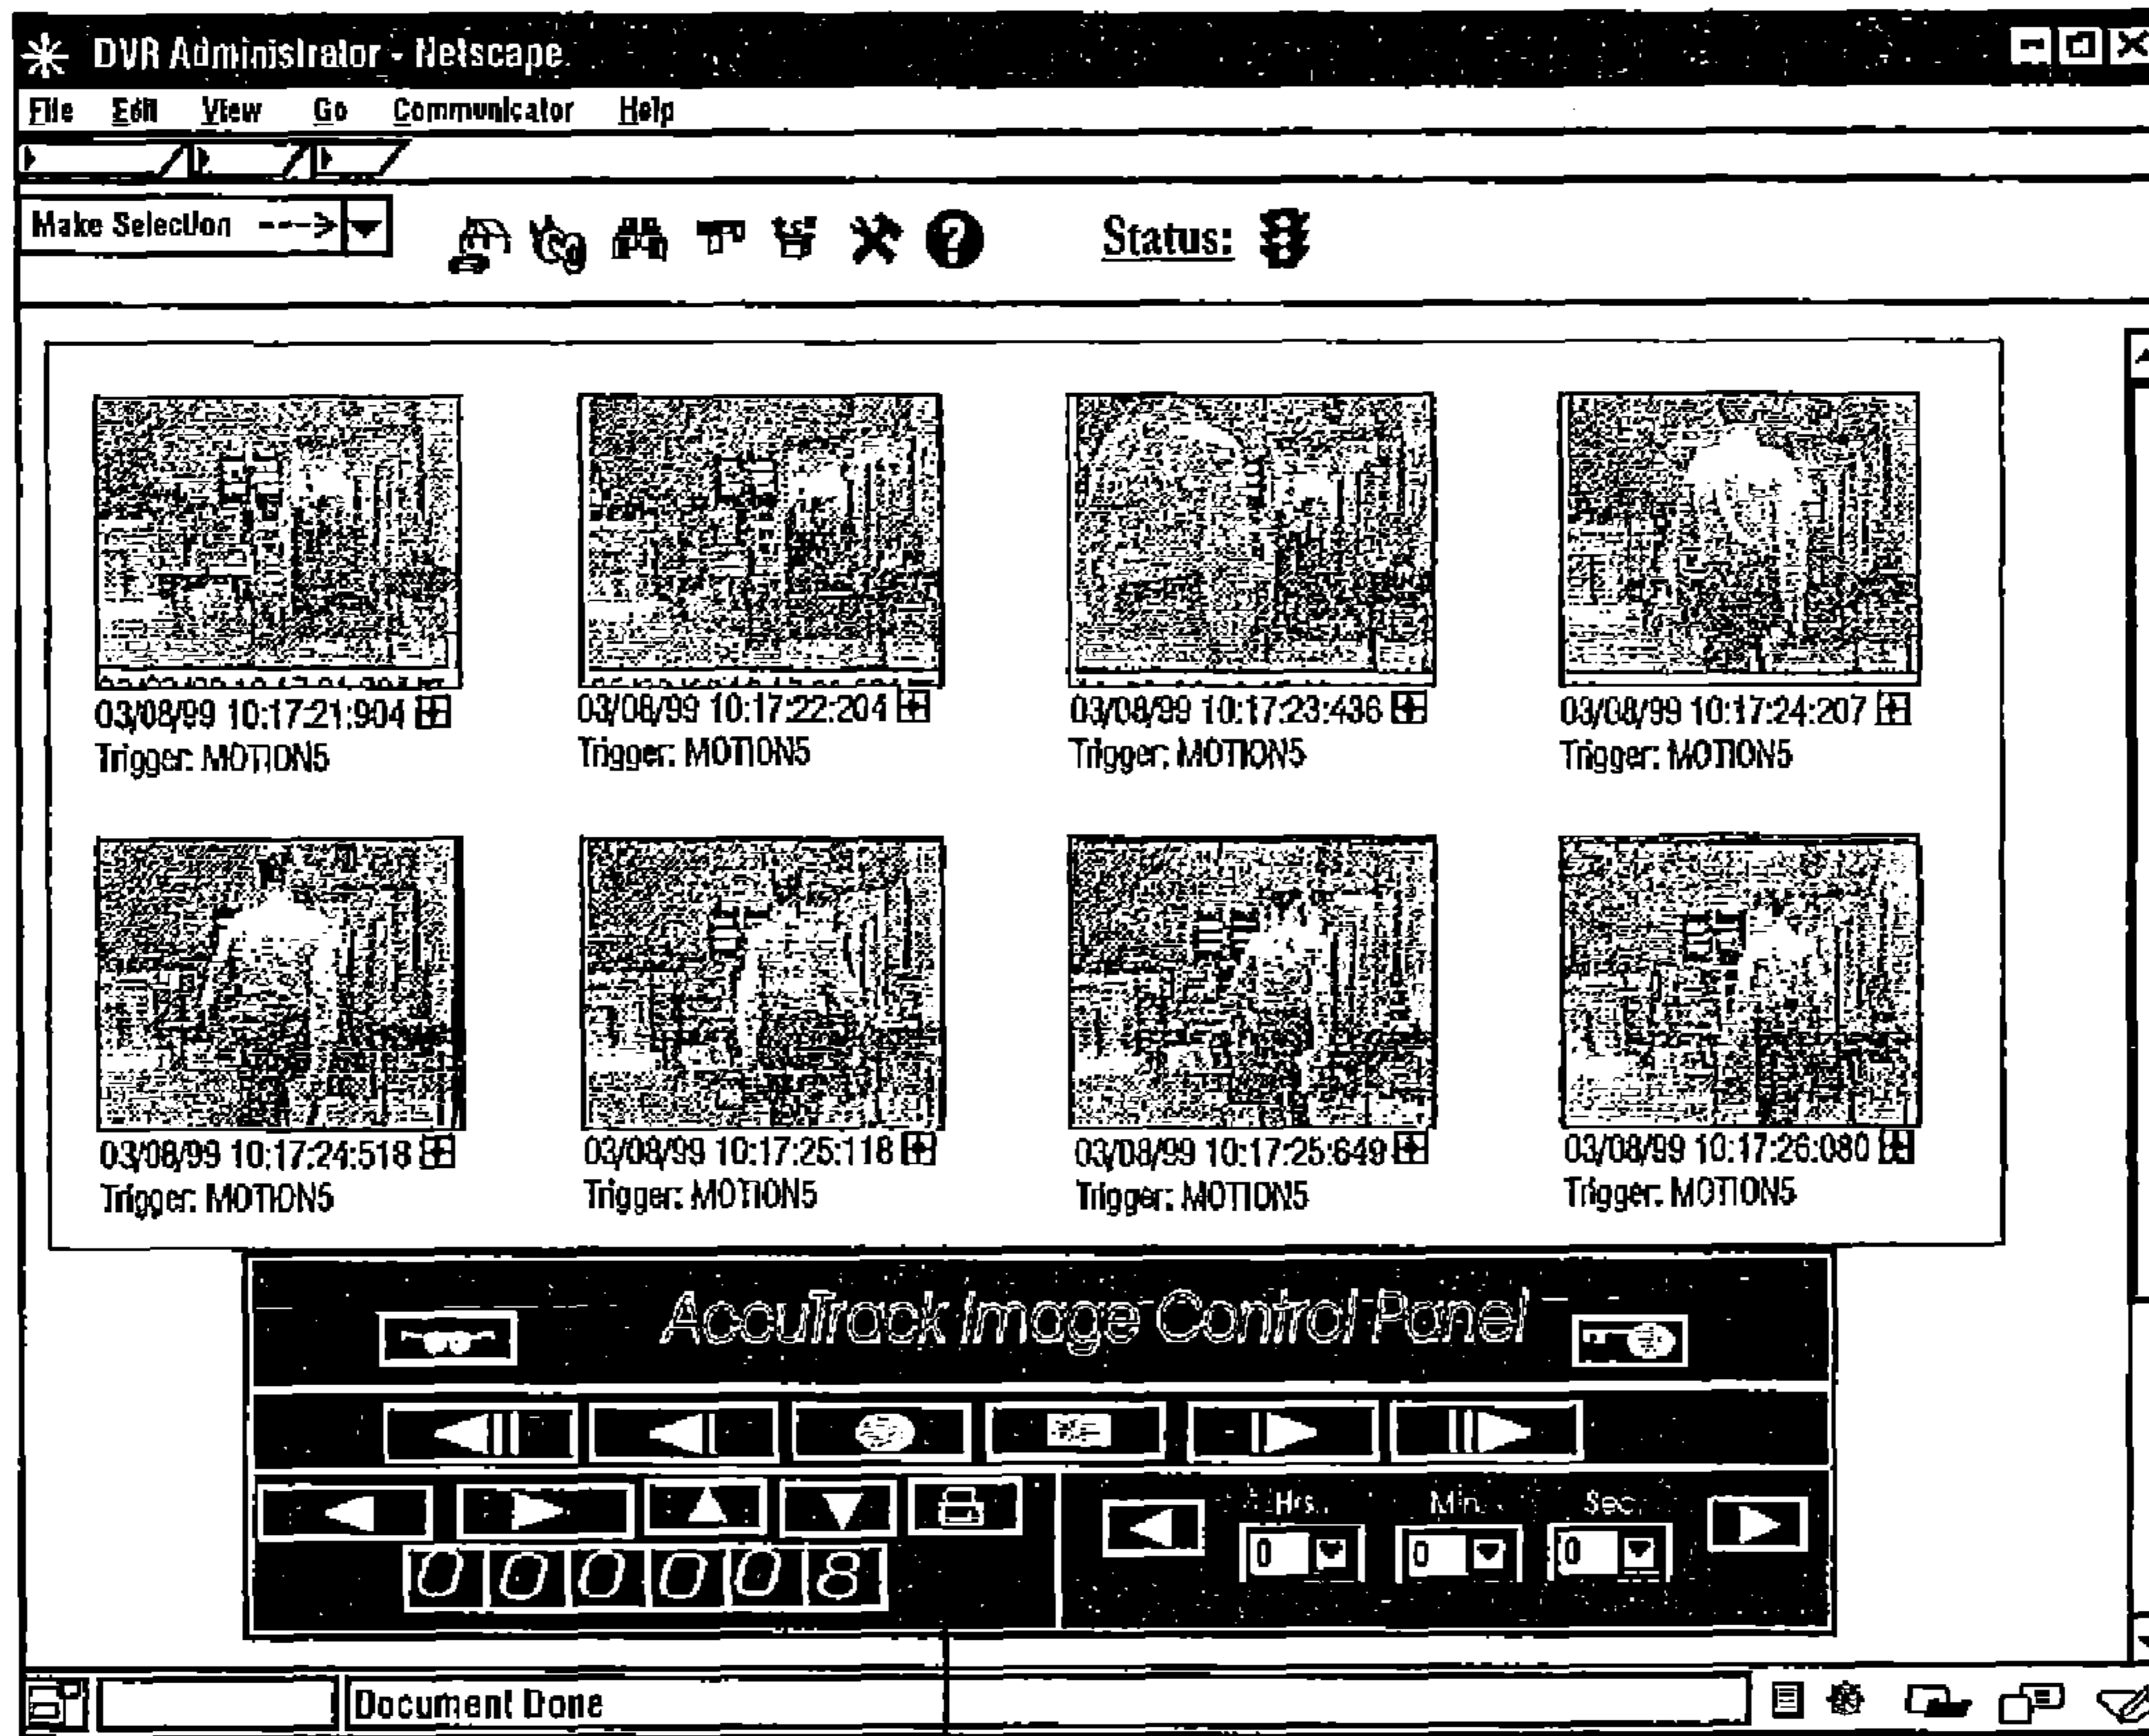 DVR Administrator - Netscape
File Edit View Go Communicator Help
Make Selection --->
Status:
03/08/99 10:17:21:904 03/08/99 10:17:22:204 03/08/99 10:17:23:436 03/08/99 10:17:24:207
Trigger: MOTION5 Trigger: MOTION5 Trigger: MOTION5 Trigger: MOTION5
03/08/99 10:17:24:518 03/08/99 10:17:25:118 03/08/99 10:17:25:649 03/08/99 10:17:26:080
Trigger: MOTION5 Trigger: MOTION5 Trigger: MOTION5 Trigger: MOTION5
AccuTrack Image Control Panel
Hrs. Min. Sec.
0 0 0
000008
Document Done